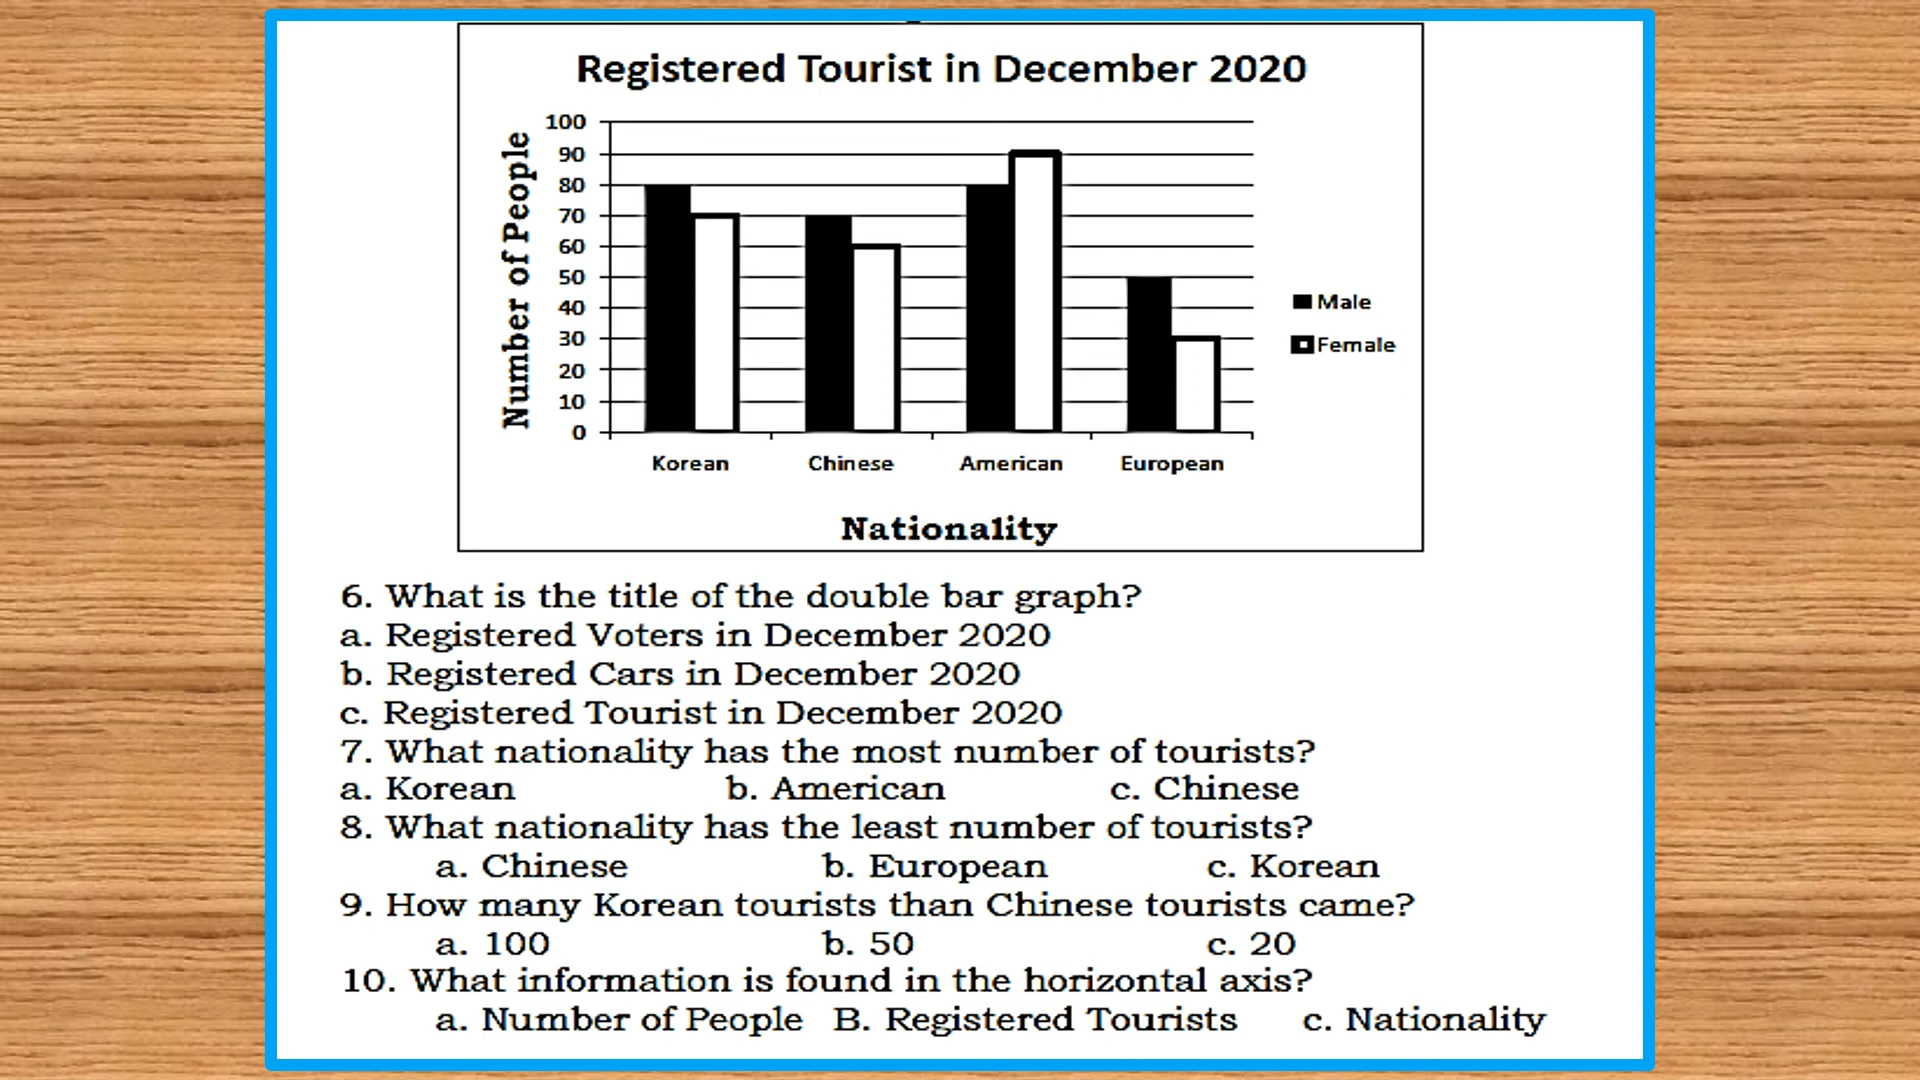 Registered Tourist in December 2020
Number of People
100
90
80
70
60
50
40
30
20
10
0
Korean Chinese American European
Male
Female
Nationality
6. What is the title of the double bar graph?
a. Registered Voters in December 2020
b. Registered Cars in December 2020
c. Registered Tourist in December 2020
7. What nationality has the most number of tourists?
a. Korean b. American c. Chinese
8. What nationality has the least number of tourists?
a. Chinese b. European c. Korean
9. How many Korean tourists than Chinese tourists came?
a. 100 b. 50 c. 20
10. What information is found in the horizontal axis?
a. Number of People B. Registered Tourists c. Nationality